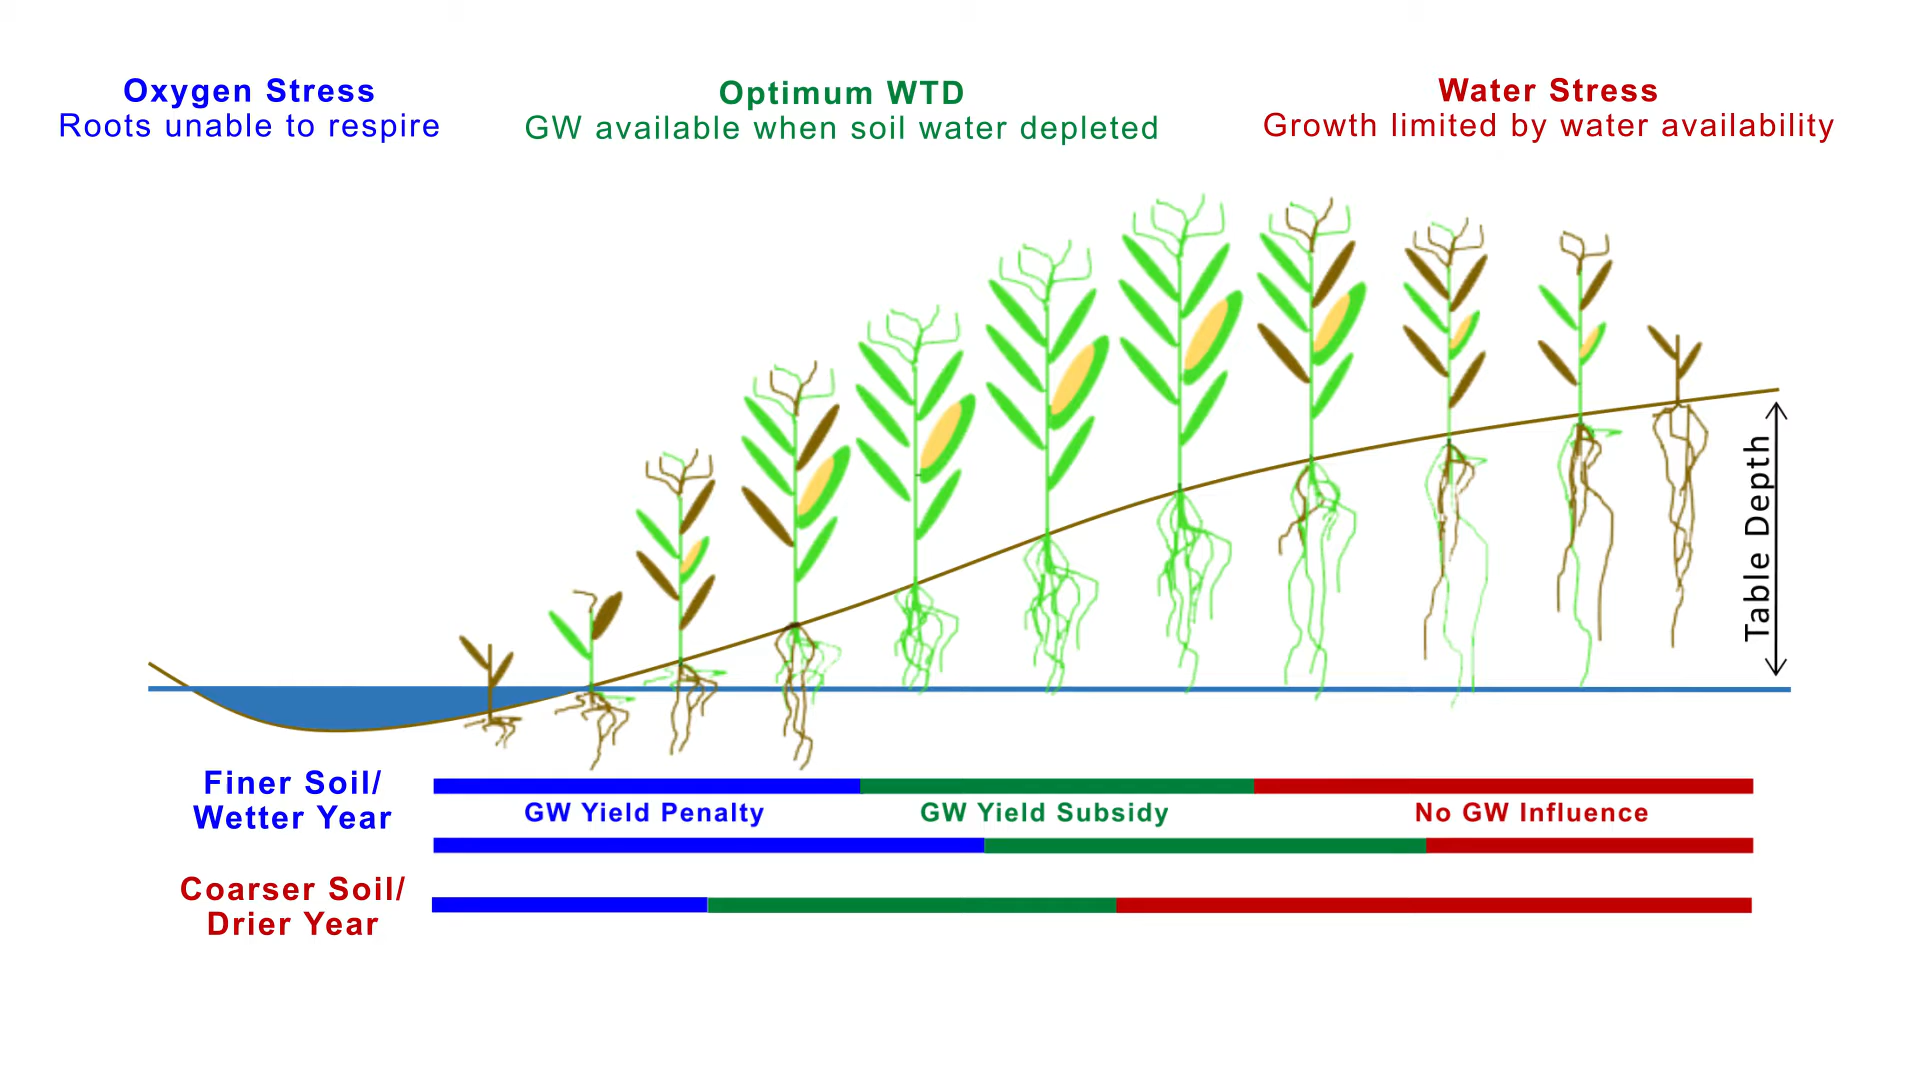 Oxygen Stress
Roots unable to respire
Optimum WTD
GW available when soil water depleted
Water Stress
Growth limited by water availability
Table Depth
Finer Soil/
Wetter Year
GW Yield Penalty
GW Yield Subsidy
No GW Influence
Coarser Soil/
Drier Year